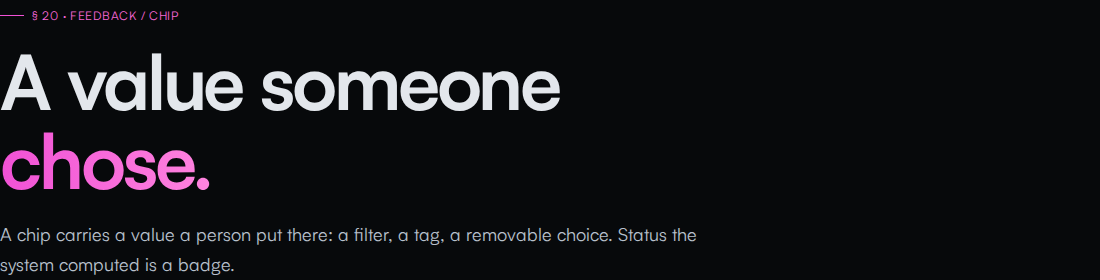 § 20 • FEEDBACK / CHIP
A value someone
chose.
A chip carries a value a person put there: a filter, a tag, a removable choice. Status the
system computed is a badge.